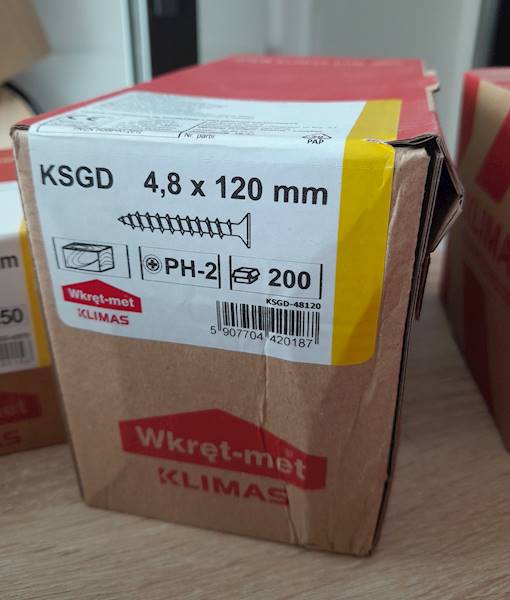 Nr partii
PAP
KSGD 4,8 x 120 mm
PH-2
200
Wkręt-met
KLIMAS
KSGD-48120
5 907704 420187
Wkręt-met
KLIMAS
m
50